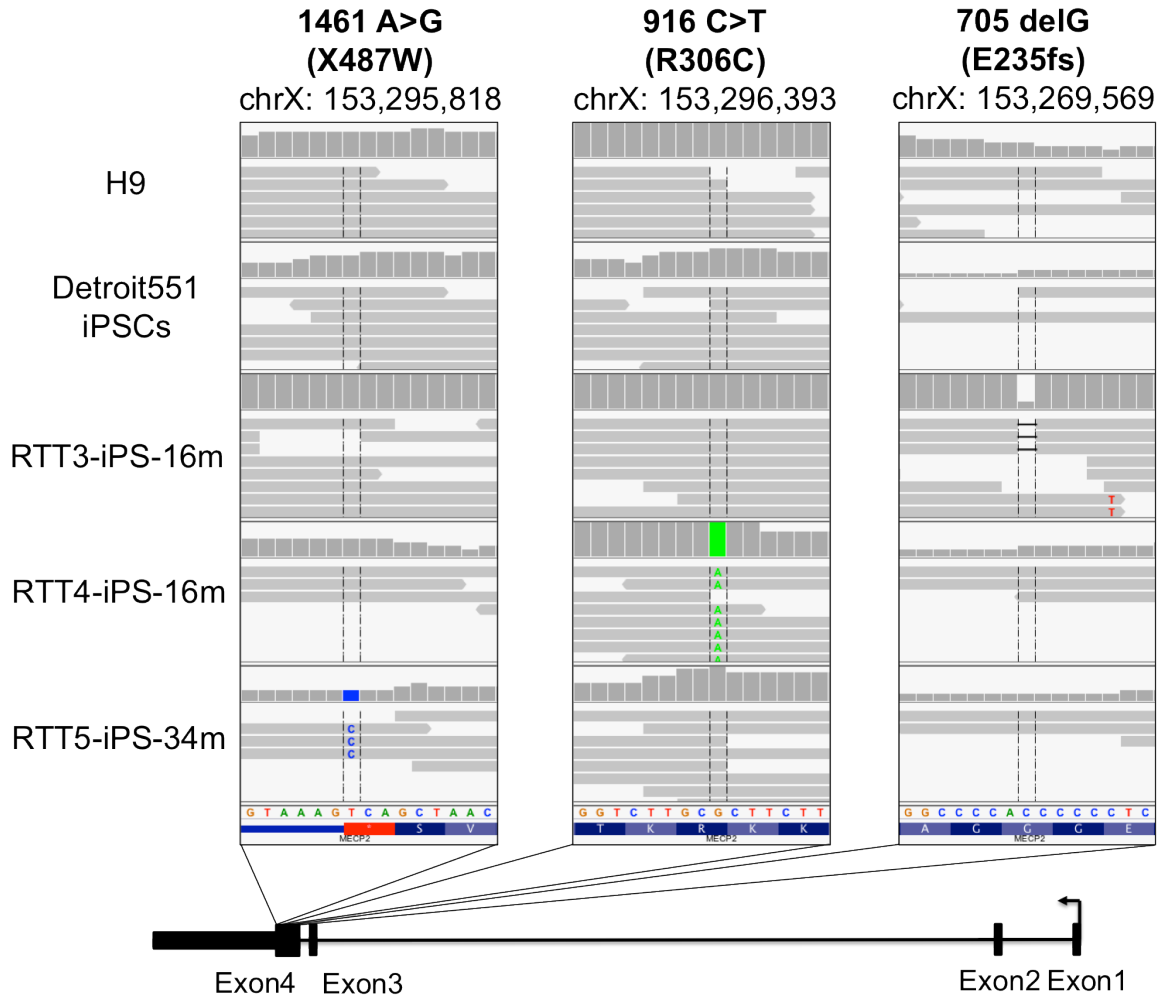 1461 A>G 916 C>T 705 delG
(X487W) (R306C) (E235fs)
chrX: 153,295,818 chrX: 153,296,393 chrX: 153,269,569
H9
Detroit551
iPSCs
RTT3-iPS-16m
T
T
RTT4-iPS-16m
A
A
A
A
A
A
A
RTT5-iPS-34m
C
C
C
G T A A A G T C A G C T A A C G G T C T T G C G C T T C T T G G C C C C A C C C C C C T C
* S V T K R K K A G G G E
MECP2 MECP2 MECP2
Exon4 Exon3 Exon2 Exon1